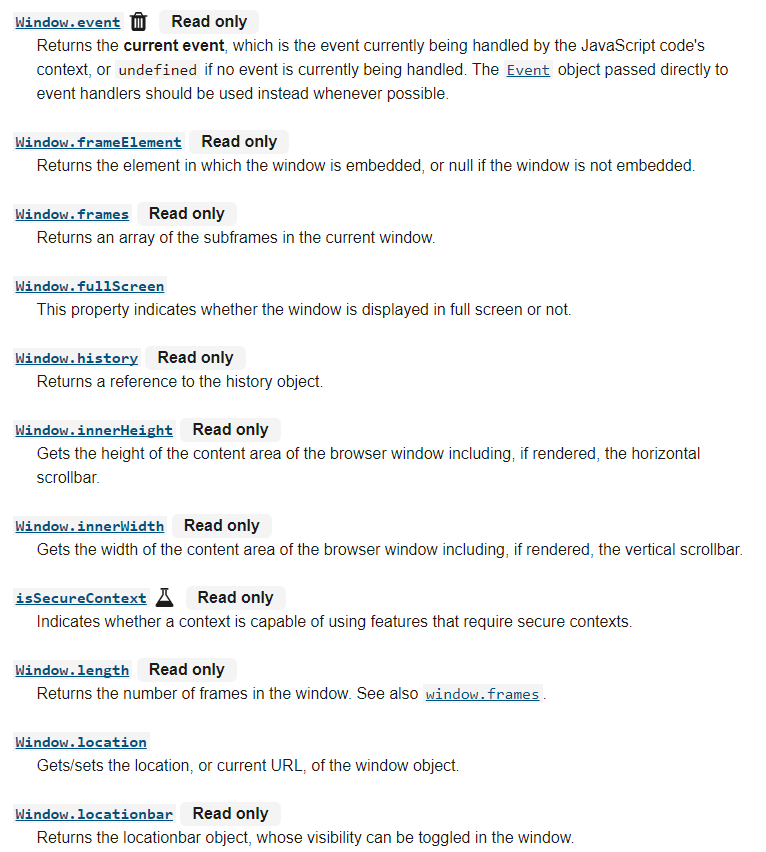 Window.event Read only
Returns the current event, which is the event currently being handled by the JavaScript code's
context, or undefined if no event is currently being handled. The Event object passed directly to
event handlers should be used instead whenever possible.
Window.frameElement Read only
Returns the element in which the window is embedded, or null if the window is not embedded.
Window.frames Read only
Returns an array of the subframes in the current window.
Window.fullScreen
This property indicates whether the window is displayed in full screen or not.
Window.history Read only
Returns a reference to the history object.
Window.innerHeight Read only
Gets the height of the content area of the browser window including, if rendered, the horizontal
scrollbar.
Window.innerWidth Read only
Gets the width of the content area of the browser window including, if rendered, the vertical scrollbar.
isSecureContext Read only
Indicates whether a context is capable of using features that require secure contexts.
Window.length Read only
Returns the number of frames in the window. See also window.frames.
Window.location
Gets/sets the location, or current URL, of the window object.
Window.locationbar Read only
Returns the locationbar object, whose visibility can be toggled in the window.